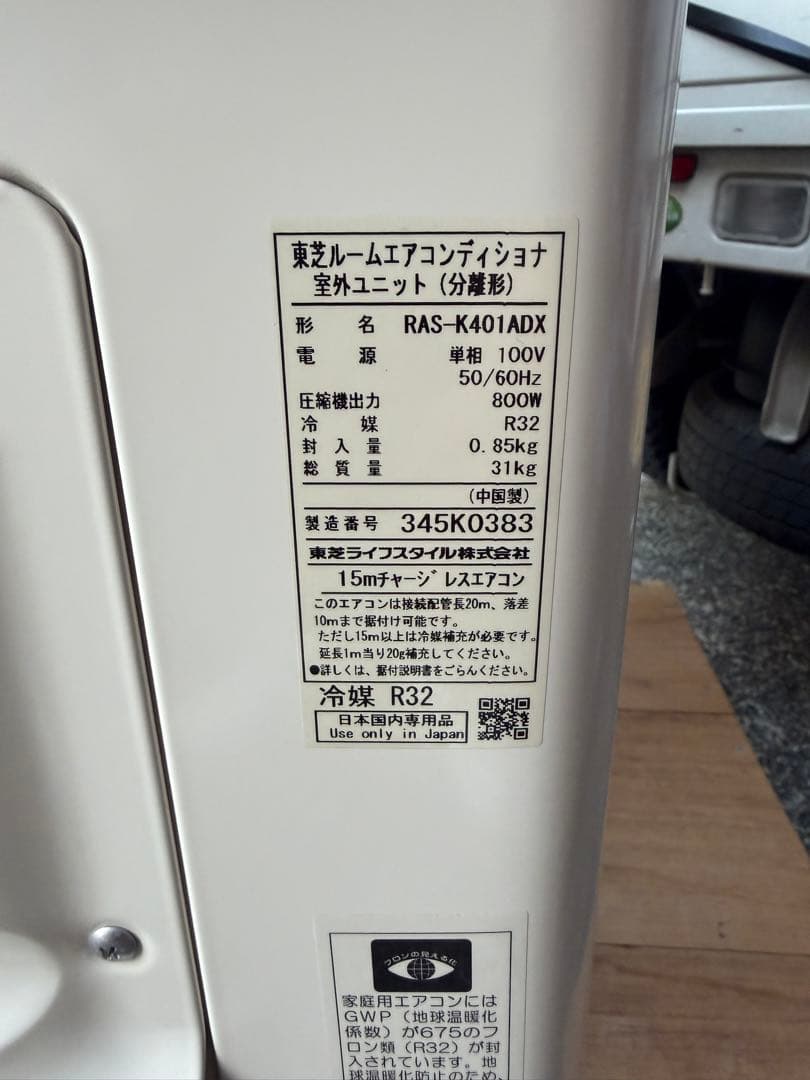 東芝ルームエアコンディショナ
室外ユニット（分離形）
形 名 RAS-K401ADX
電 源 単相 100V
50/60Hz
圧縮機出力 800W
冷 媒 R32
封 入 量 0.85kg
総 質 量 31kg
（中国製）
製造番号 345K0383
東芝ライフスタイル株式会社
15mチャージレスエアコン
このエアコンは接続配管長20m、落差
10mまで据付け可能です。
ただし15m以上は冷媒補充が必要です。
延長1m当り20g補充してください。
●詳しくは、据付説明書をごらんください。
冷媒 R32
日本国内専用品
Use only in Japan
フロンの見える化
家庭用エアコンには
GWP（地球温暖化
係数）が675のフ
ロン類（R32）が封
入されています。地
球温暖化防止のため、